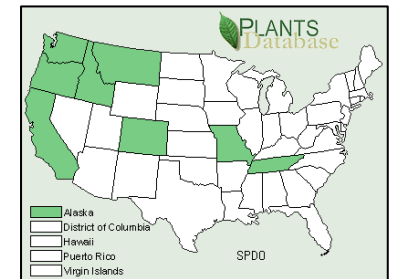 PLANTS
Database
Alaska
District of Columbia
Hawaii
Puerto Rico
Virgin Islands
SPDO